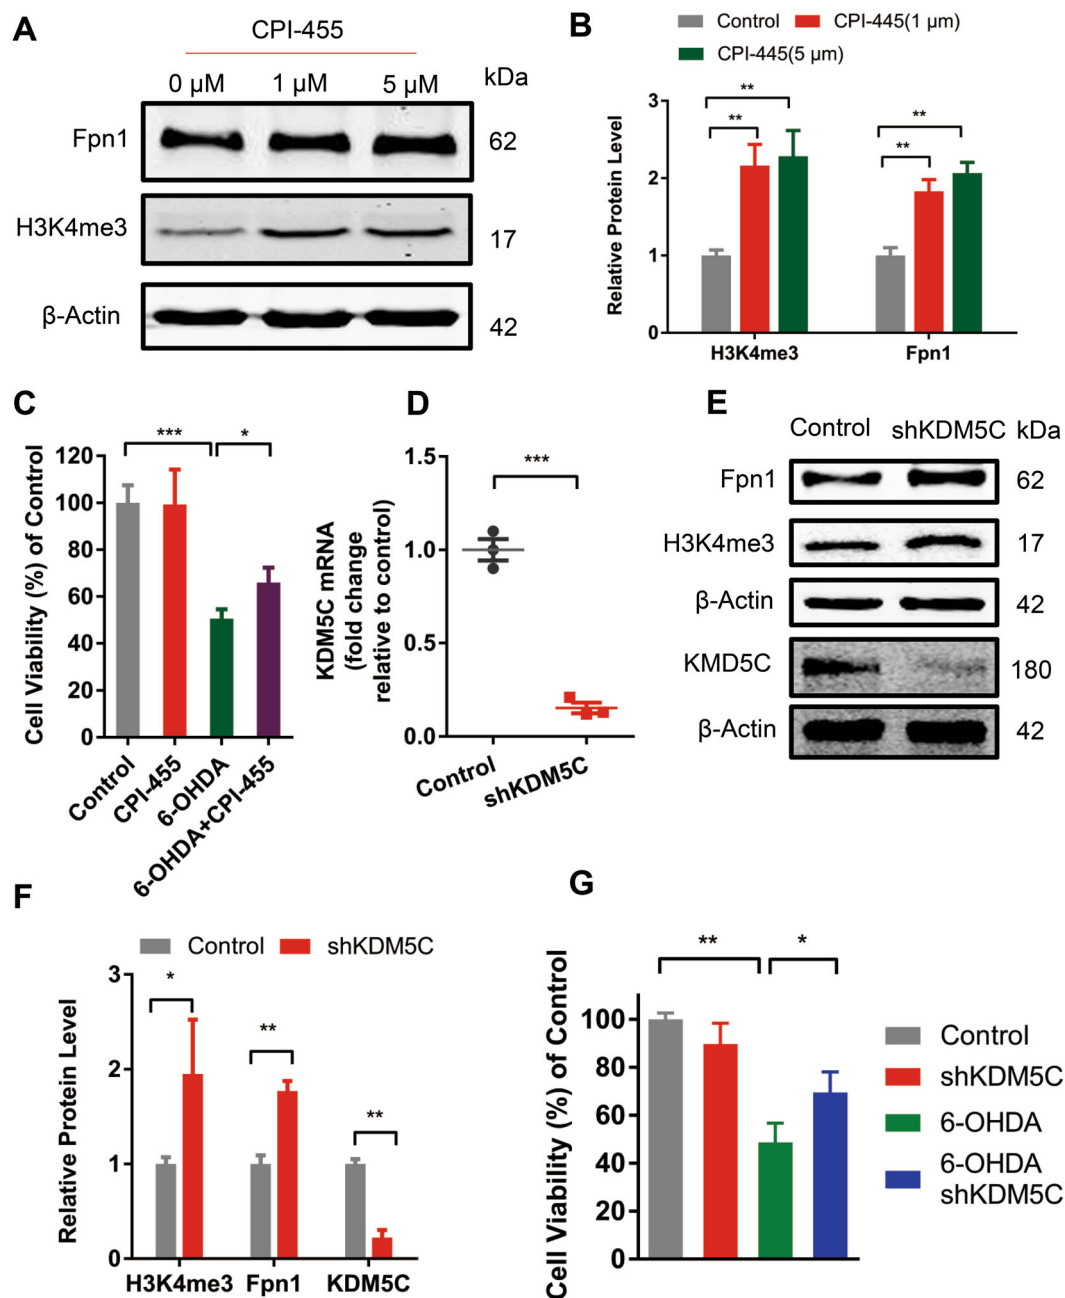 A
CPI-455
0 μM 1 μM 5 μM kDa
Fpn1 62
H3K4me3 17
β-Actin 42
B
Control CPI-445(1 μm)
CPI-445(5 μm)
Relative Protein Level
3
2
1
0
** ** ** **
H3K4me3 Fpn1
C
*** *
Cell Viability (%) of Control
120
100
80
60
40
20
0
Control CPI-455 6-OHDA 6-OHDA+CPI-455
D
KDM5C mRNA
(fold change
relative to control)
1.5
1.0
0.5
0.0
***
Control shKDM5C
E
Control shKDM5C kDa
Fpn1 62
H3K4me3 17
β-Actin 42
KMD5C 180
β-Actin 42
F
Control shKDM5C
Relative Protein Level
3
2
1
0
* ** **
H3K4me3 Fpn1 KDM5C
G
** *
Cell Viability (%) of Control
100
80
60
40
20
0
Control
shKDM5C
6-OHDA
6-OHDA
shKDM5C